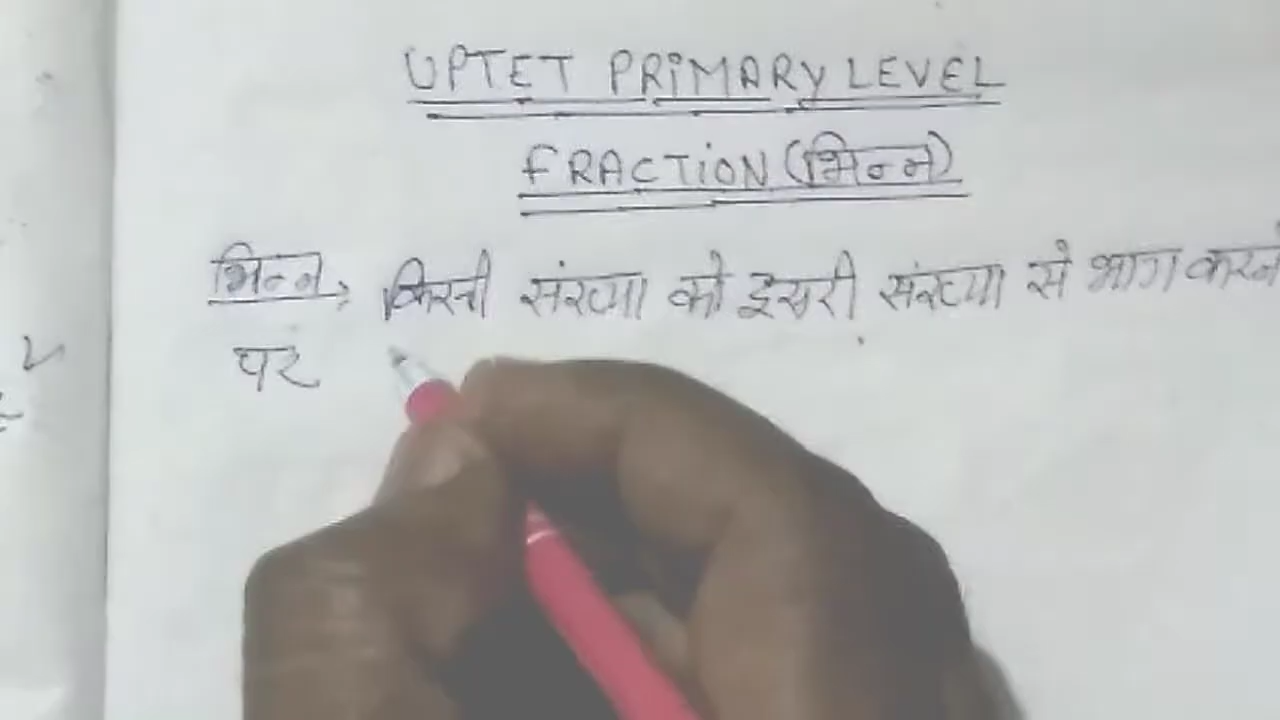 UPTET PRIMARY LEVEL
FRACTION (भिन्न)
भिन्न→ किसी संख्या को दूसरी संख्या से भाग करने
पर